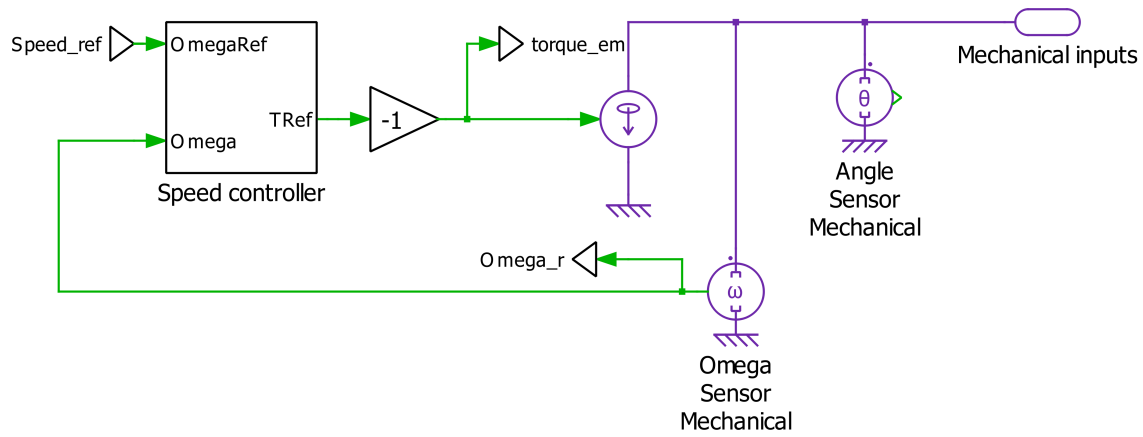 Speed_ref
OmegaRef
Omega
TRef
Speed controller
-1
torque_em
Mechanical inputs
θ
Angle
Sensor
Mechanical
Omega_r
ω
Omega
Sensor
Mechanical